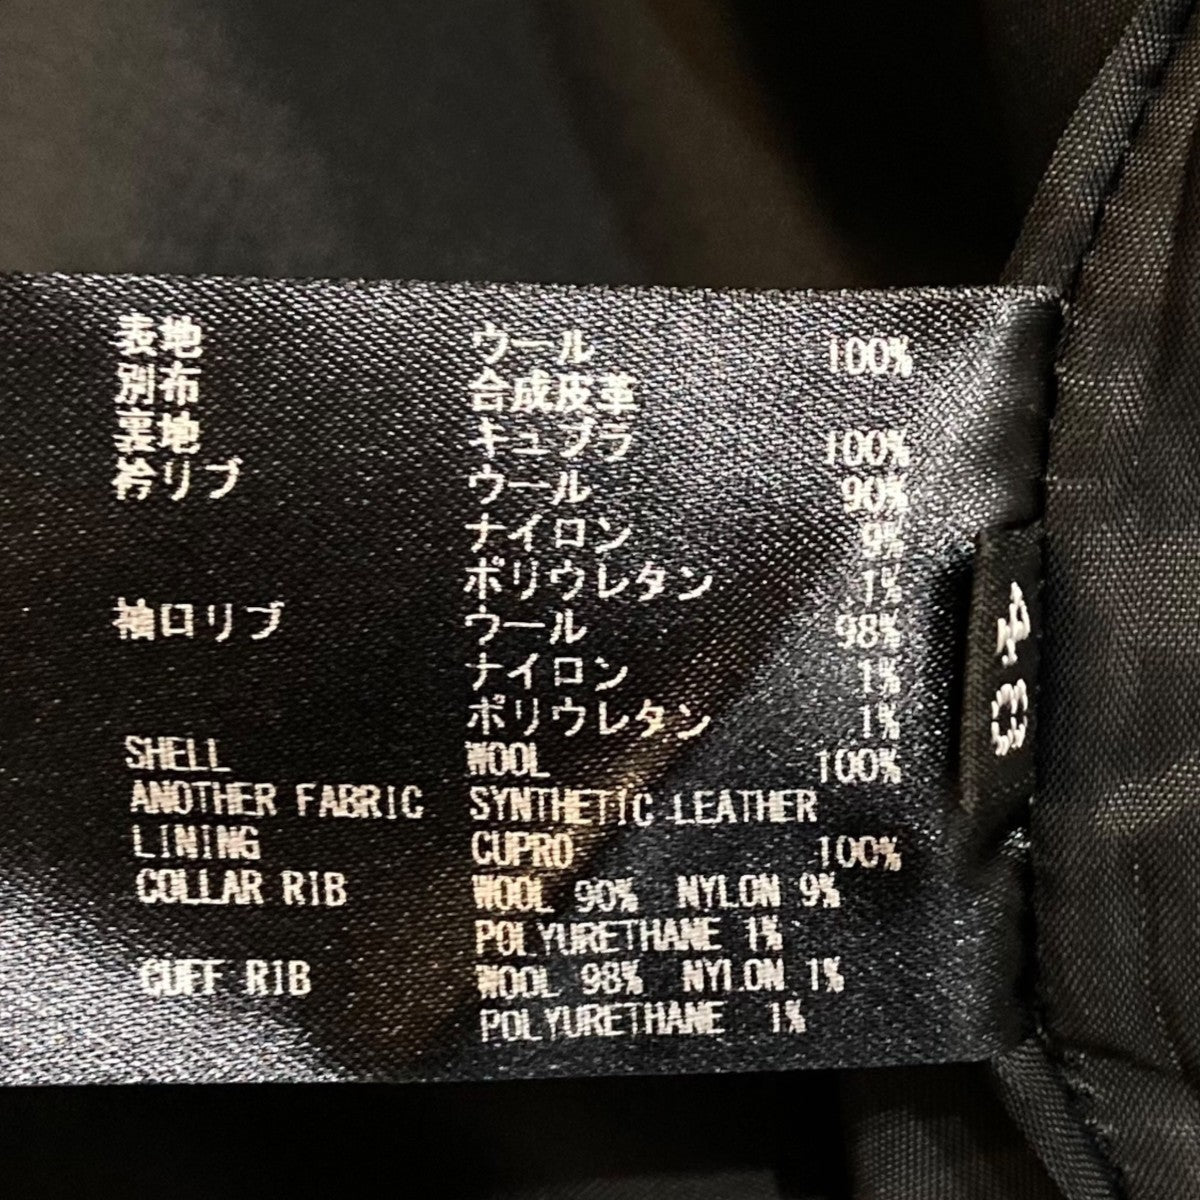 表地 ウール 100%
別布 合成皮革
裏地 キュプラ 100%
衿リブ ウール 90%
ナイロン 9%
ポリウレタン 1%
袖口リブ ウール 98%
ナイロン 1%
ポリウレタン 1%
SHELL WOOL 100%
ANOTHER FABRIC SYNTHETIC LEATHER
LINING CUPRO 100%
COLLAR RIB WOOL 90% NYLON 9%
POLYURETHANE 1%
CUFF RIB WOOL 98% NYLON 1%
POLYURETHANE 1%